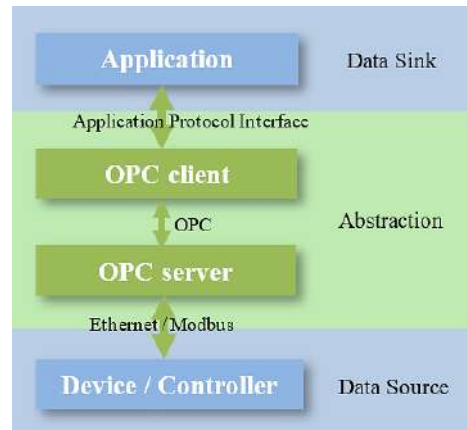 Application
Data Sink
Application Protocol Interface
OPC client
OPC
Abstraction
OPC server
Ethernet / Modbus
Device / Controller
Data Source